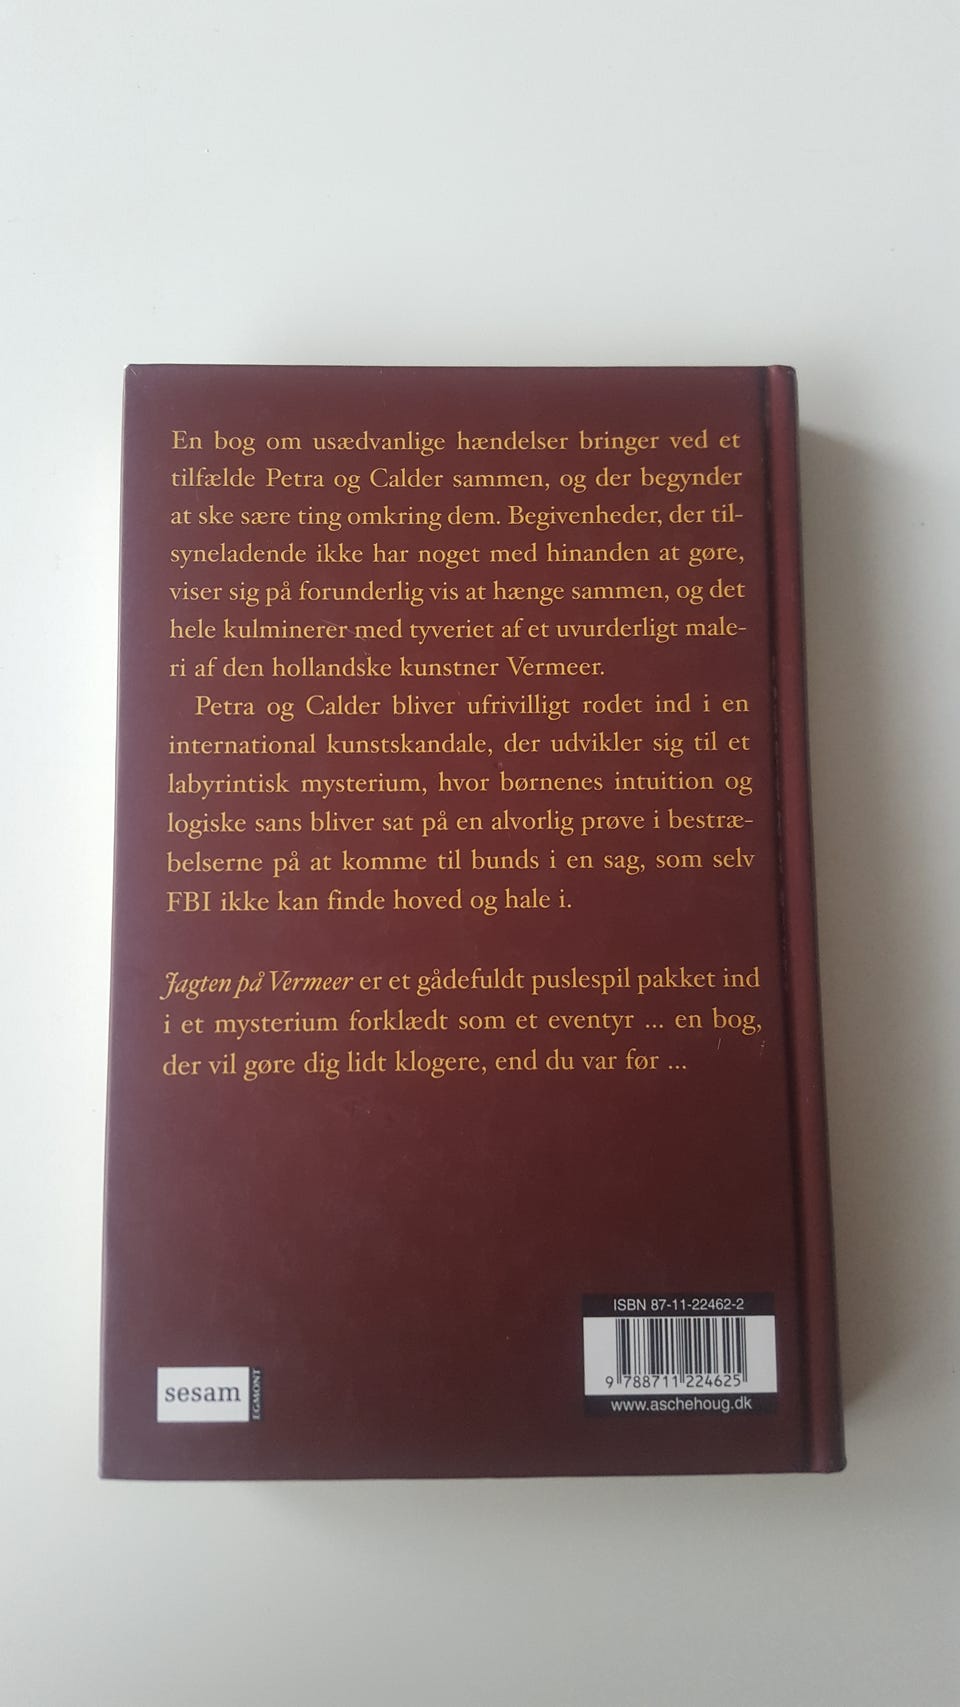 En bog om usædvanlige hændelser bringer ved et
tilfælde Petra og Calder sammen, og der begynder
at ske sære ting omkring dem. Begivenheder, der til-
syneladende ikke har noget med hinanden at gøre,
viser sig på forunderlig vis at hænge sammen, og det
hele kulminerer med tyveriet af et uvurderligt male-
ri af den hollandske kunstner Vermeer.
Petra og Calder bliver ufrivilligt rodet ind i en
international kunstskandale, der udvikler sig til et
labyrintisk mysterium, hvor børnenes intuition og
logiske sans bliver sat på en alvorlig prøve i bestræ-
belserne på at komme til bunds i en sag, som selv
FBI ikke kan finde hoved og hale i.
Jagten på Vermeer er et gådefuldt puslespil pakket ind
i et mysterium forklædt som et eventyr ... en bog,
der vil gøre dig lidt klogere, end du var før ...
ISBN 87-11-22462-2
9 788711 224625
www.aschehoug.dk
sesam
EGMONT